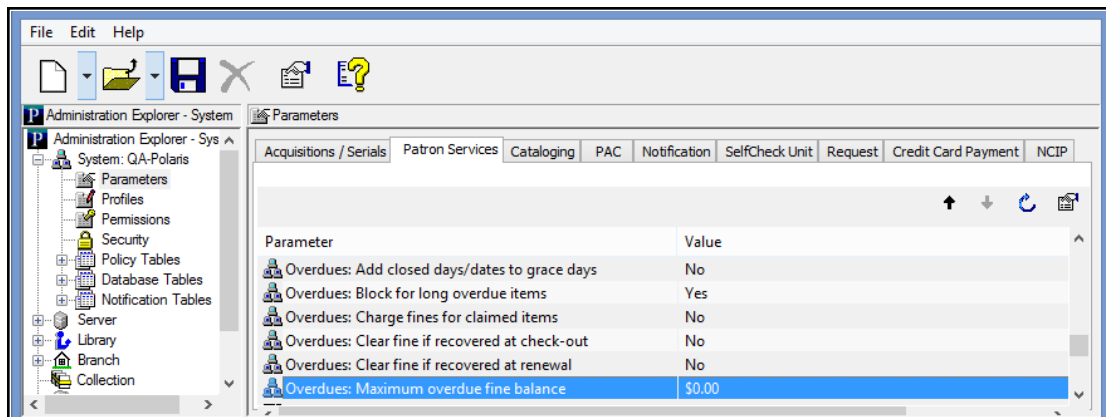 File Edit Help
Administration Explorer - System
Parameters
Administration Explorer - Sys
System: QA-Polaris
Parameters
Profiles
Permissions
Security
Policy Tables
Database Tables
Notification Tables
Server
Library
Branch
Collection
Acquisitions / Serials Patron Services Cataloging PAC Notification SelfCheck Unit Request Credit Card Payment NCIP
Parameter Value
Overdues: Add closed days/dates to grace days No
Overdues: Block for long overdue items Yes
Overdues: Charge fines for claimed items No
Overdues: Clear fine if recovered at check-out No
Overdues: Clear fine if recovered at renewal No
Overdues: Maximum overdue fine balance $0.00